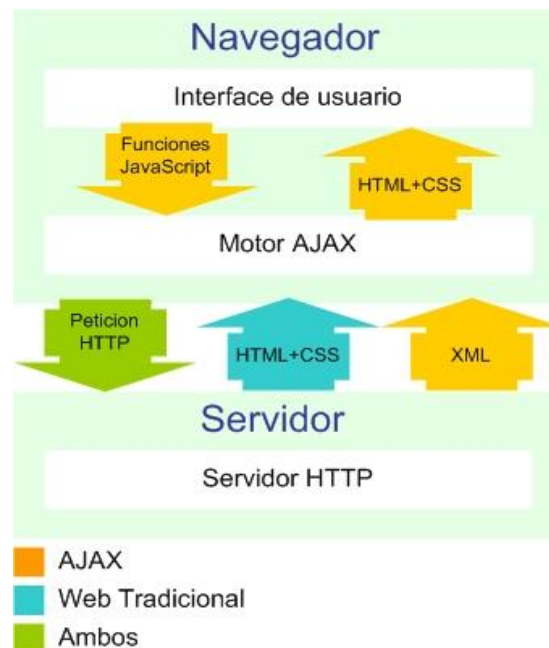 Navegador
Interface de usuario
Funciones
JavaScript
HTML+CSS
Motor AJAX
Peticion
HTTP
HTML+CSS
XML
Servidor
Servidor HTTP
AJAX
Web Tradicional
Ambos